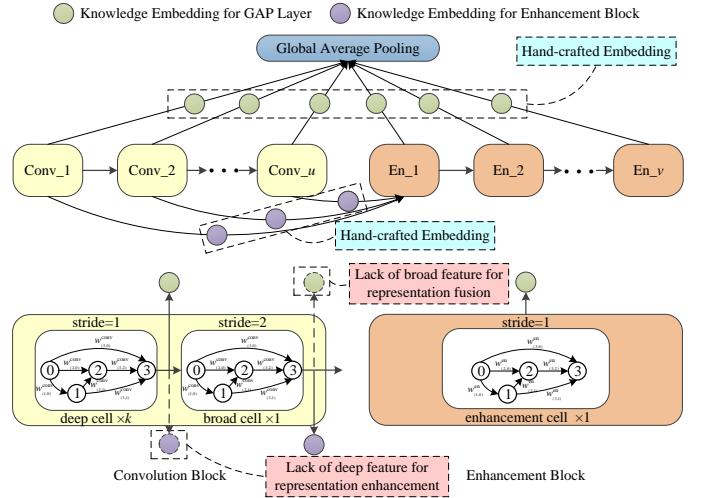 Knowledge Embedding for GAP Layer
Knowledge Embedding for Enhancement Block
Global Average Pooling
Hand-crafted Embedding
Conv_1
Conv_2
Conv_u
En_1
En_2
En_v
Hand-crafted Embedding
Lack of broad feature for
representation fusion
stride=1
stride=2
stride=1
0
1
2
3
0
1
2
3
0
1
2
3
deep cell ×k
broad cell ×1
enhancement cell ×1
Convolution Block
Lack of deep feature for
representation enhancement
Enhancement Block